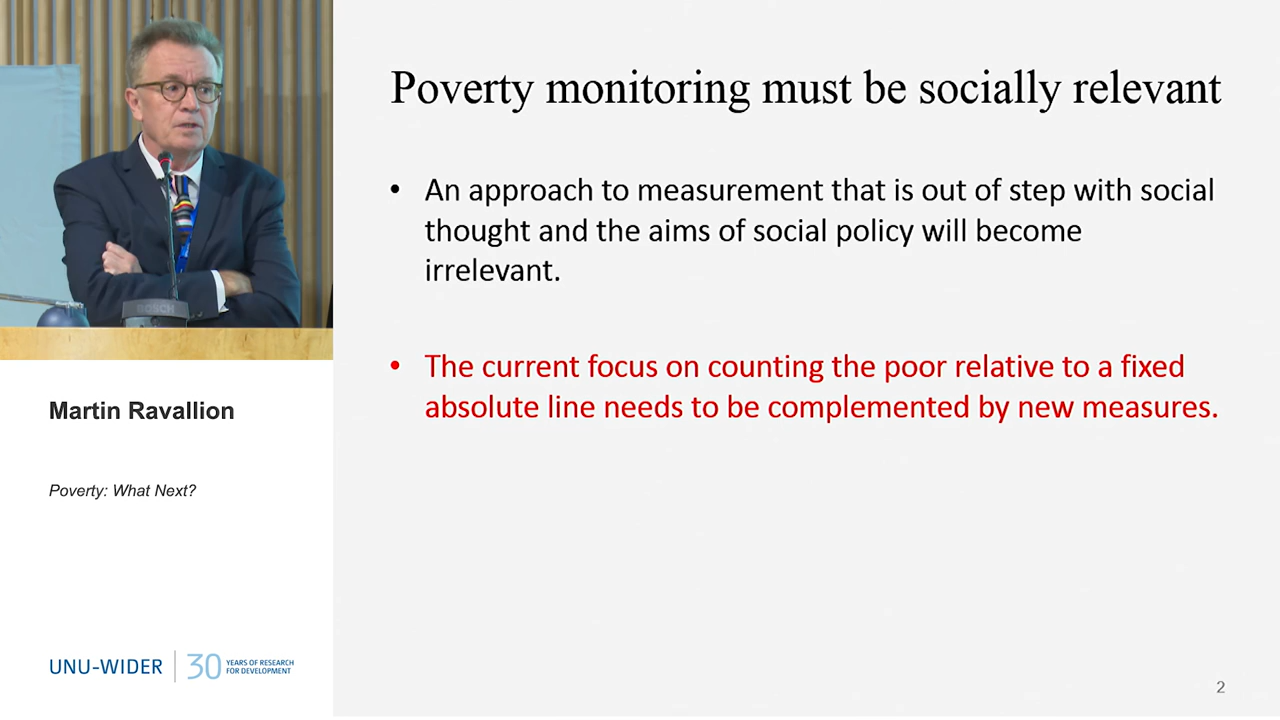 Poverty monitoring must be socially relevant
• An approach to measurement that is out of step with social
thought and the aims of social policy will become
irrelevant.
• The current focus on counting the poor relative to a fixed
absolute line needs to be complemented by new measures.
BOSCH
Martin Ravallion
Poverty: What Next?
UNU-WIDER
30 YEARS OF RESEARCH
FOR DEVELOPMENT
2